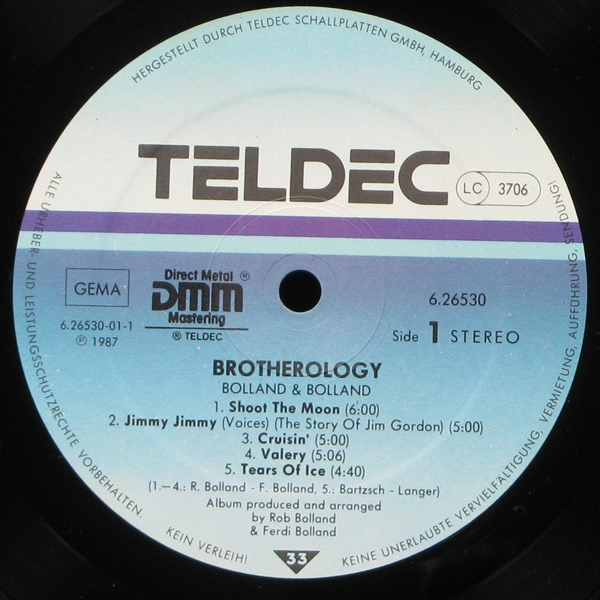 HERGESTELLT DURCH TELDEC SCHALLPLATTEN GMBH, HAMBURG
TELDEC
LC 3706
GEMA
Direct Metal ®
DMM
Mastering
® TELDEC
6.26530-01-1
℗ 1987
6.26530
Side 1 STEREO
BROTHEROLOGY
BOLLAND & BOLLAND
1. Shoot The Moon (6:00)
2. Jimmy Jimmy (Voices) (The Story Of Jim Gordon) (5:00)
3. Cruisin' (5:00)
4. Valery (5:06)
5. Tears Of Ice (4:40)
(1.—4.: R. Bolland - F. Bolland, 5.: Bartzsch - Langer)
Album produced and arranged
by Rob Bolland
& Ferdi Bolland
33
ALLE URHEBER- UND LEISTUNGSSCHUTZRECHTE VORBEHALTEN. KEIN VERLEIH! KEINE UNERLAUBTE VERVIELFÄLTIGUNG, VERMIETUNG, AUFFÜHRUNG, SENDUNG!